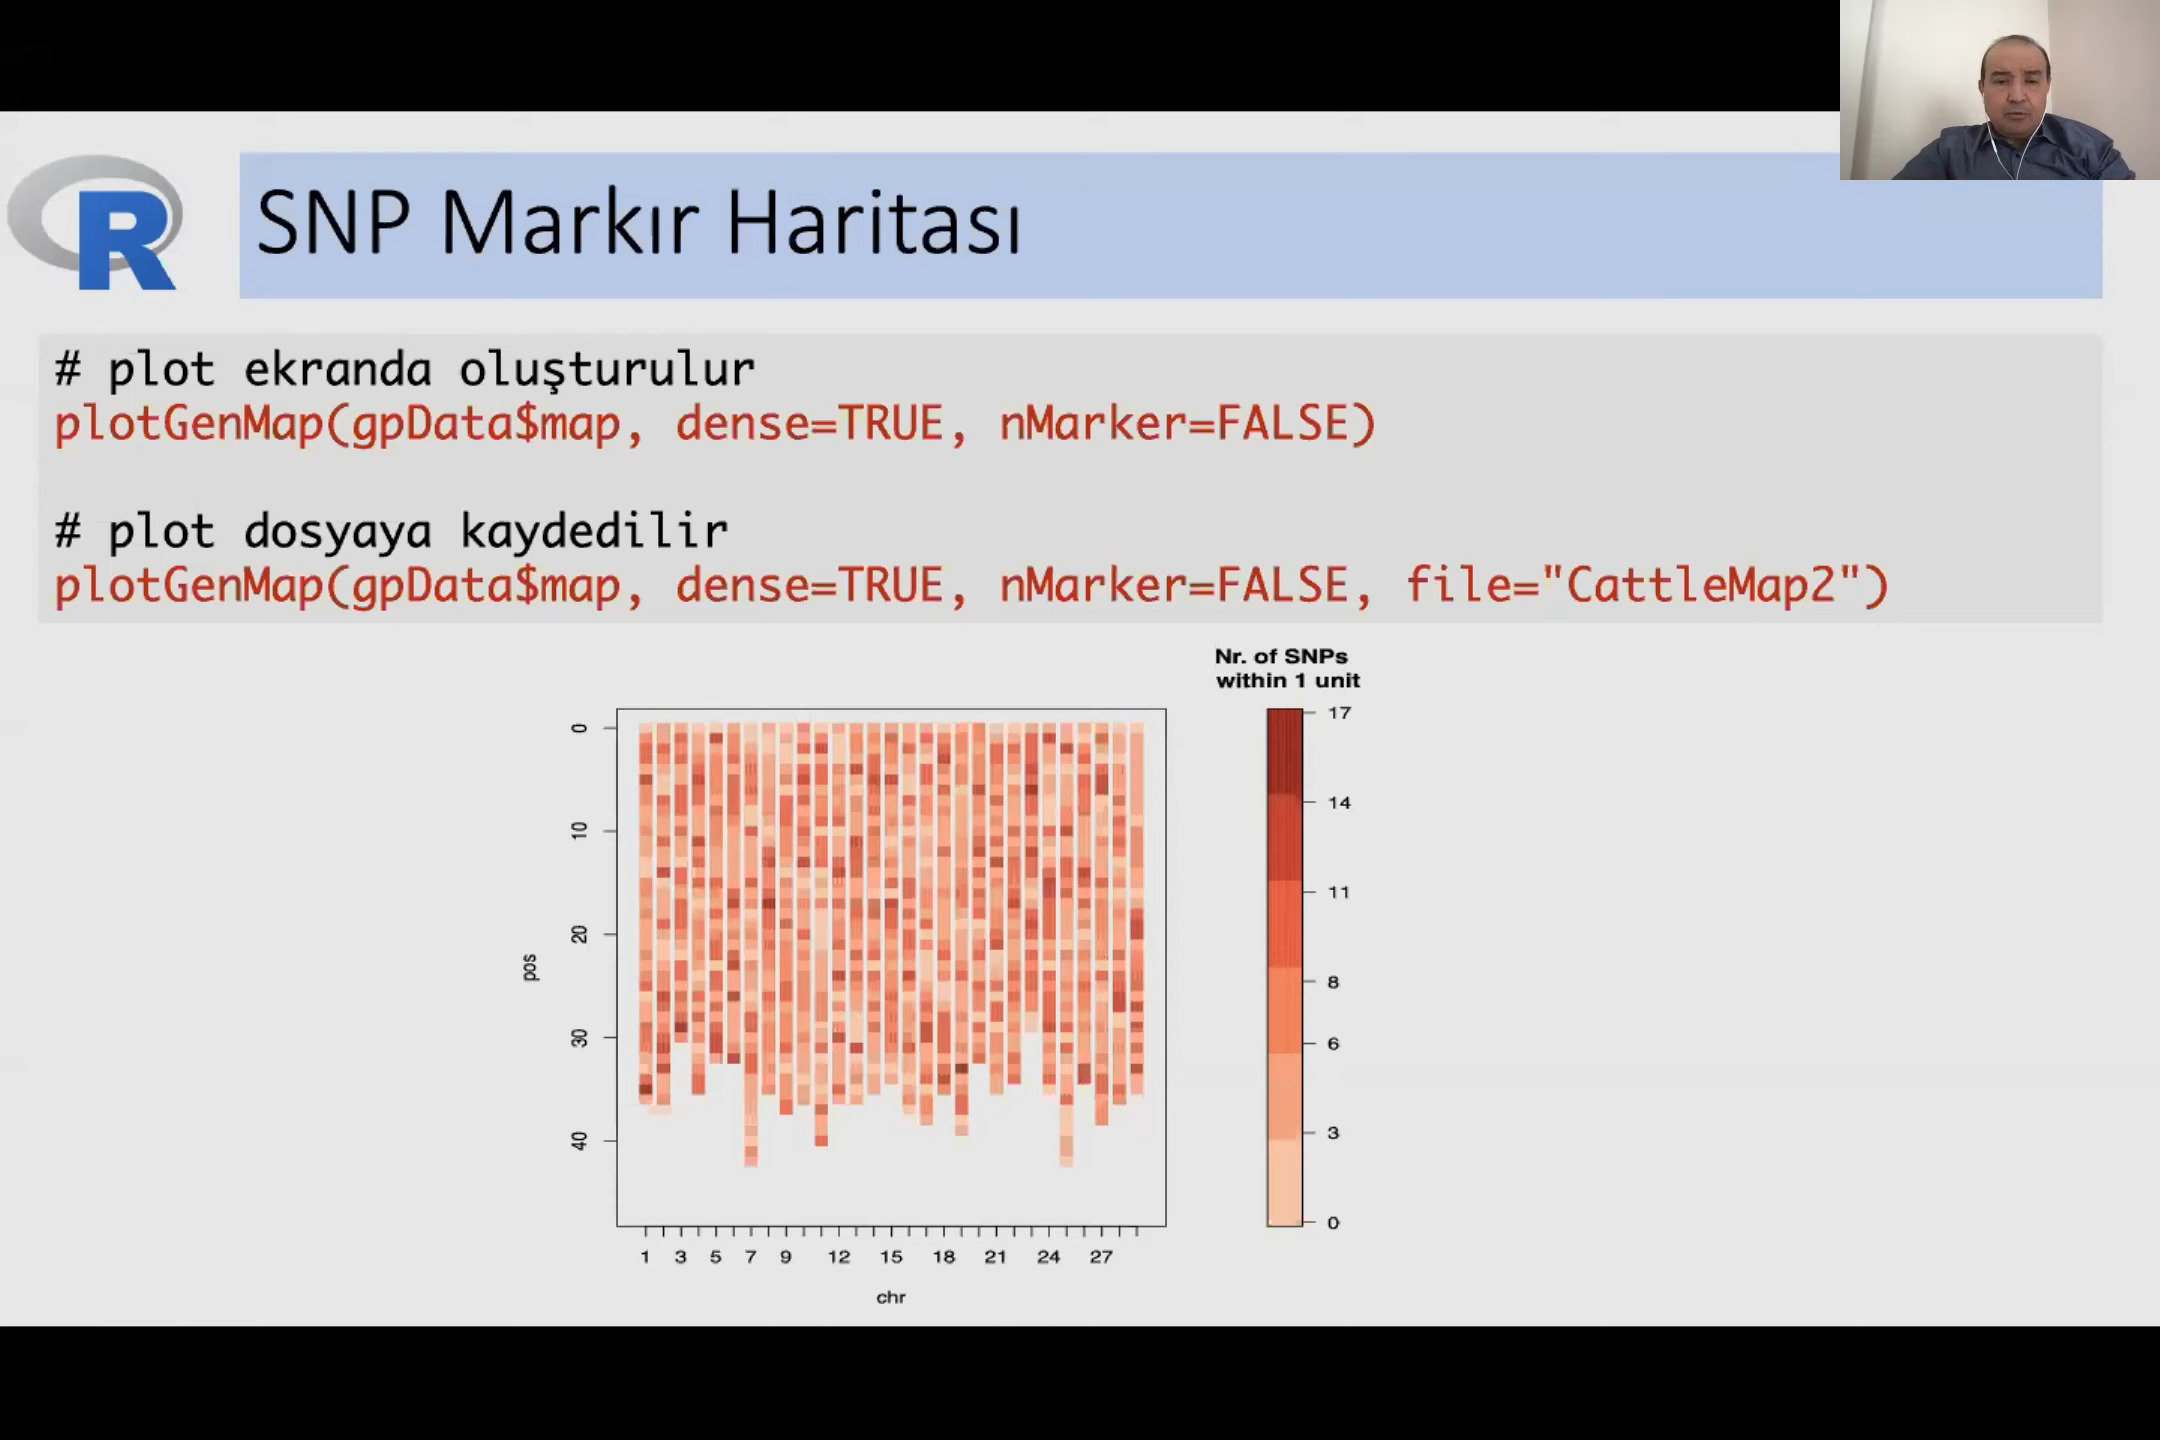 R
SNP Markır Haritası
# plot ekranda oluşturulur
plotGenMap(gpData$map, dense=TRUE, nMarker=FALSE)
# plot dosyaya kaydedilir
plotGenMap(gpData$map, dense=TRUE, nMarker=FALSE, file="CattleMap2")
Nr. of SNPs
within 1 unit
17
14
11
8
6
3
0
0
10
20
30
40
pos
1 3 5 7 9 12 15 18 21 24 27
chr